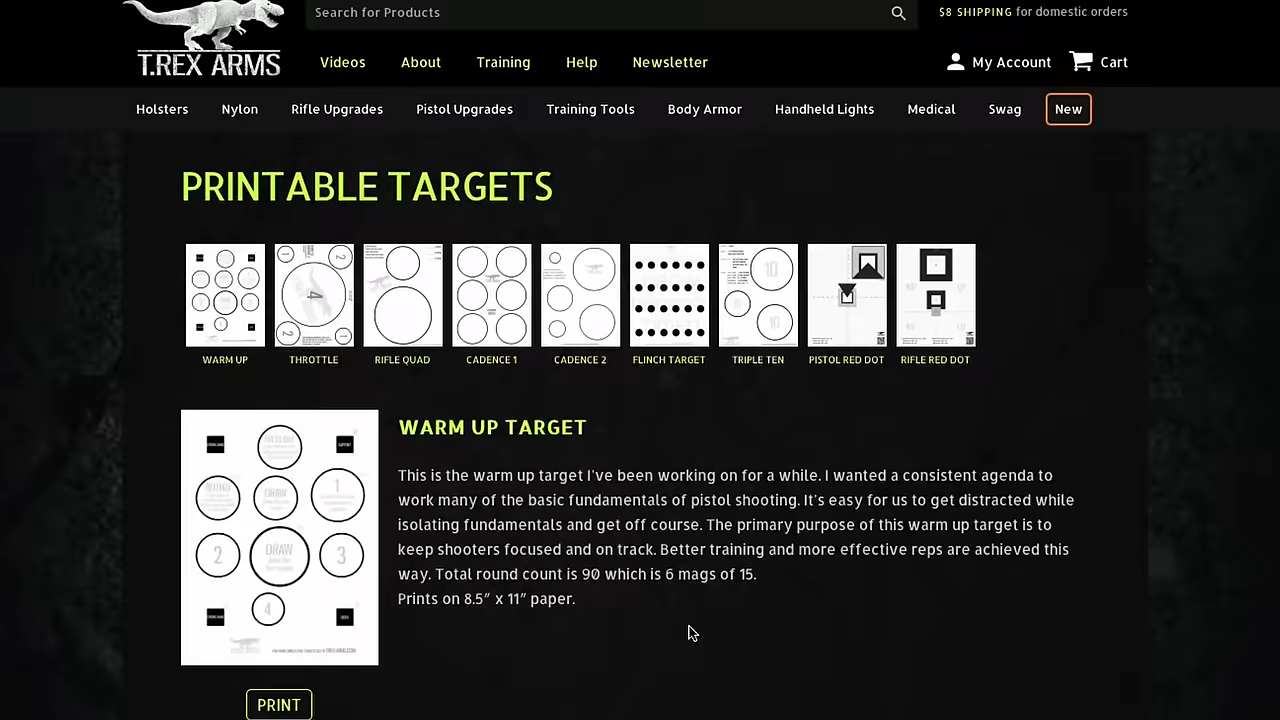 Search for Products
$8 SHIPPING for domestic orders
T.REX ARMS
Videos About Training Help Newsletter
My Account Cart
Holsters Nylon Rifle Upgrades Pistol Upgrades Training Tools Body Armor Handheld Lights Medical Swag New
PRINTABLE TARGETS
4
2
10
10
WARM UP THROTTLE RIFLE QUAD CADENCE 1 CADENCE 2 FLINCH TARGET TRIPLE TEN PISTOL RED DOT RIFLE RED DOT
WARM UP TARGET
This is the warm up target I've been working on for a while. I wanted a consistent agenda to
work many of the basic fundamentals of pistol shooting. It's easy for us to get distracted while
isolating fundamentals and get off course. The primary purpose of this warm up target is to
keep shooters focused and on track. Better training and more effective reps are achieved this
way. Total round count is 90 which is 6 mags of 15.
Prints on 8.5" x 11" paper.
DRAW
1
2
DRAW
3
4
PRINT